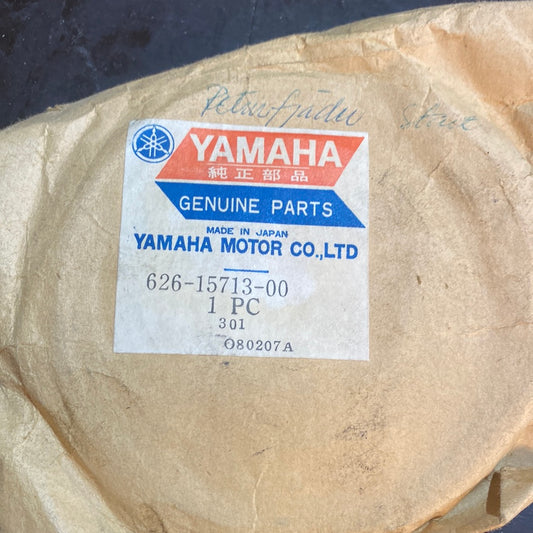 YAMAHA
純正部品
GENUINE PARTS
MADE IN JAPAN
YAMAHA MOTOR CO.,LTD
626-15713-00
1 PC
301
O80207A